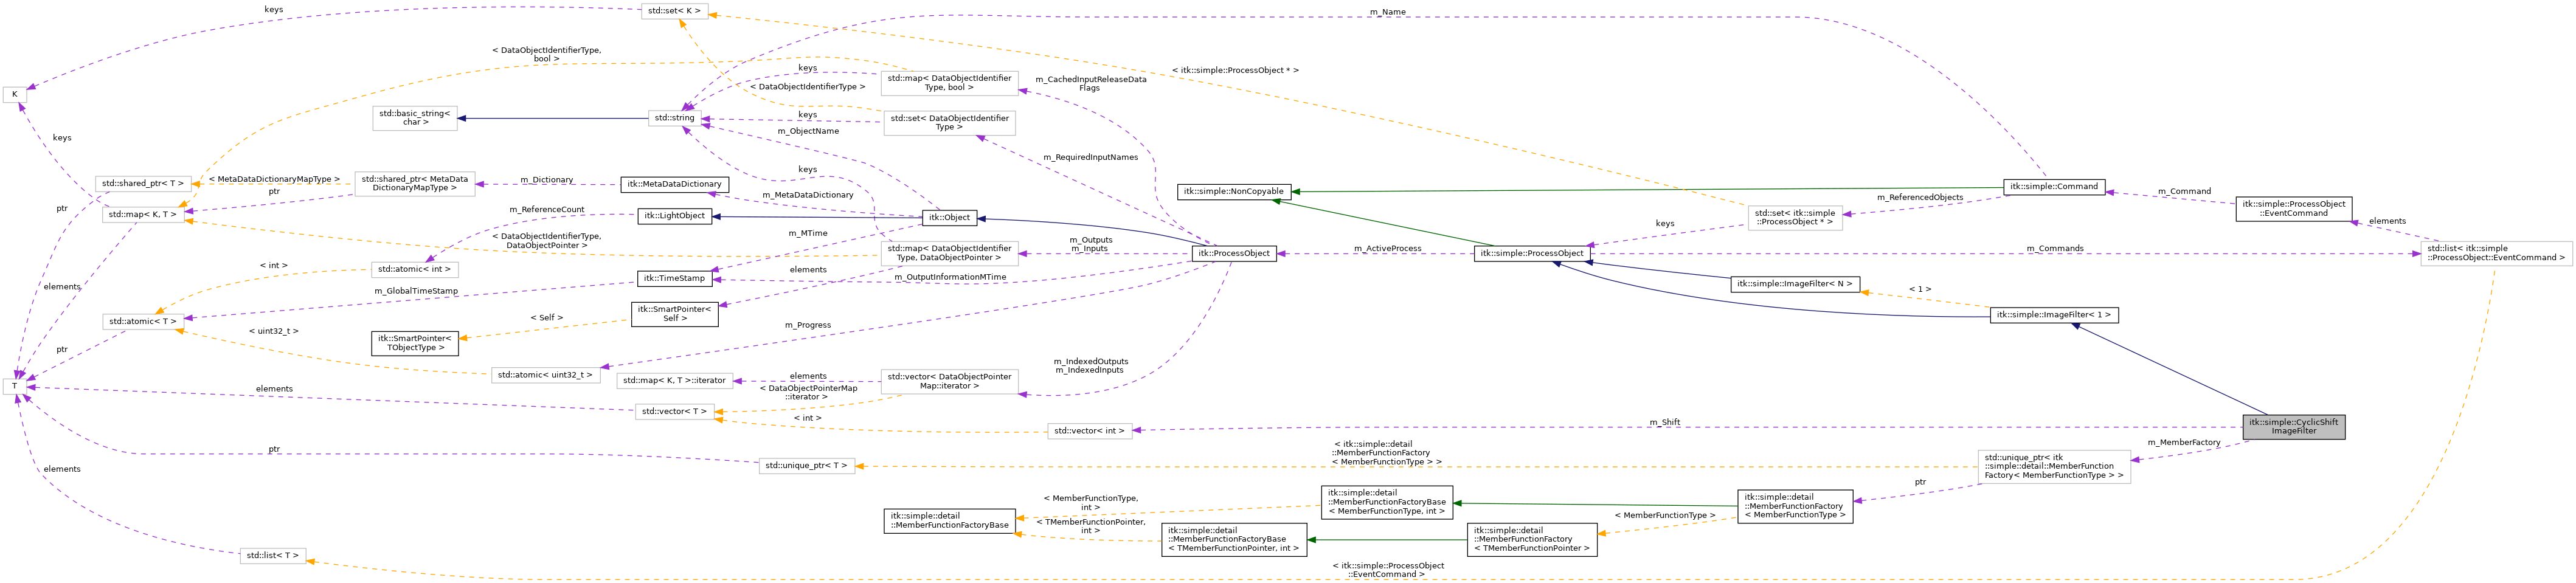 keys
std::set< K >
m_Name
< DataObjectIdentifierType,
bool >
keys
< itk::simple::ProcessObject * >
std::map< DataObjectIdentifier
Type, bool >
m_CachedInputReleaseData
Flags
K
< DataObjectIdentifierType >
std::basic_string<
char >
std::string
keys
std::set< DataObjectIdentifier
Type >
m_ObjectName
keys
m_RequiredInputNames
keys
std::shared_ptr< T >
< MetaDataDictionaryMapType >
ptr
std::shared_ptr< MetaData
DictionaryMapType >
m_Dictionary
itk::MetaDataDictionary
m_MetaDataDictionary
itk::simple::NonCopyable
itk::simple::Command
m_Command
itk::simple::ProcessObject
::EventCommand
m_ReferencedObjects
ptr
std::map< K, T >
m_ReferenceCount
itk::LightObject
itk::Object
std::set< itk::simple
::ProcessObject * >
keys
elements
< DataObjectIdentifierType,
DataObjectPointer >
m_MTime
std::map< DataObjectIdentifier
Type, DataObjectPointer >
m_Outputs
m_Inputs
itk::ProcessObject
m_ActiveProcess
itk::simple::ProcessObject
m_Commands
std::list< itk::simple
::ProcessObject::EventCommand >
< int >
std::atomic< int >
elements
itk::TimeStamp
m_OutputInformationMTime
itk::simple::ImageFilter< N >
< 1 >
elements
m_GlobalTimeStamp
itk::SmartPointer<
Self >
itk::simple::ImageFilter< 1 >
std::atomic< T >
< uint32_t >
< Self >
m_Progress
itk::SmartPointer<
TObjectType >
ptr
m_IndexedOutputs
m_IndexedInputs
std::atomic< uint32_t >
std::map< K, T >::iterator
elements
std::vector< DataObjectPointer
Map::iterator >
T
elements
< DataObjectPointerMap
::iterator >
std::vector< T >
< int >
std::vector< int >
m_Shift
itk::simple::CyclicShift
ImageFilter
m_MemberFactory
ptr
std::unique_ptr< T >
< itk::simple::detail
::MemberFunctionFactory
< MemberFunctionType > >
std::unique_ptr< itk
::simple::detail::MemberFunction
Factory< MemberFunctionType > >
ptr
elements
< MemberFunctionType,
int >
itk::simple::detail
::MemberFunctionFactoryBase
< MemberFunctionType, int >
itk::simple::detail
::MemberFunctionFactory
< MemberFunctionType >
itk::simple::detail
::MemberFunctionFactoryBase
< TMemberFunctionPointer,
int >
itk::simple::detail
::MemberFunctionFactoryBase
< TMemberFunctionPointer, int >
itk::simple::detail
::MemberFunctionFactory
< TMemberFunctionPointer >
< MemberFunctionType >
std::list< T >
< itk::simple::ProcessObject
::EventCommand >